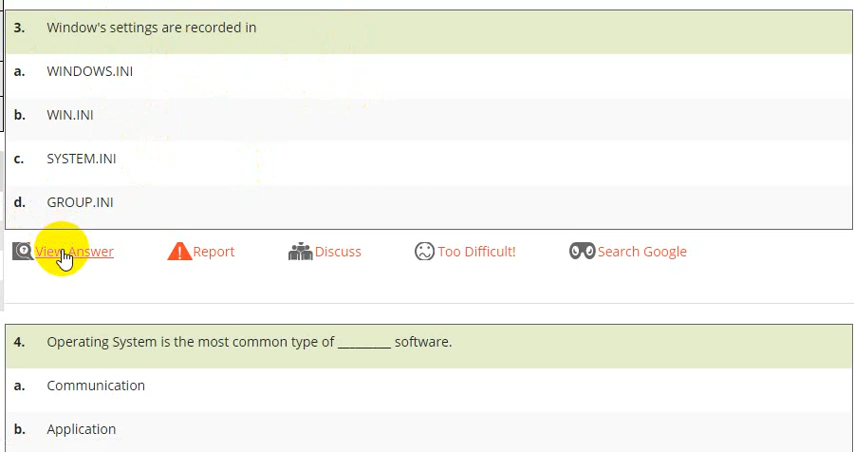 3. Window's settings are recorded in
a. WINDOWS.INI
b. WIN.INI
c. SYSTEM.INI
d. GROUP.INI
View Answer Report Discuss Too Difficult! Search Google
4. Operating System is the most common type of ________ software.
a. Communication
b. Application